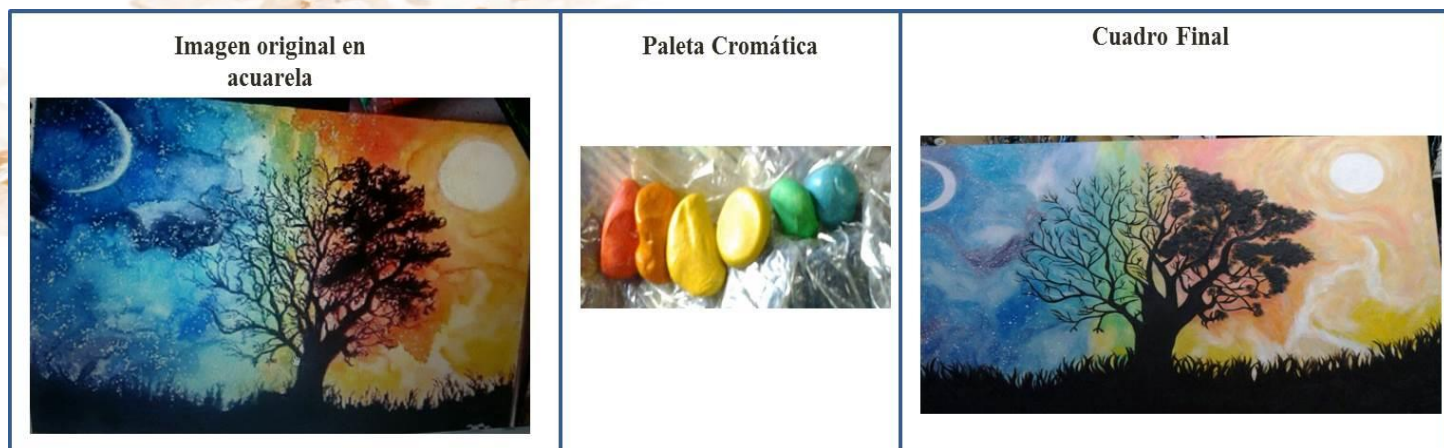 Imagen original en
acuarela
Paleta Cromática
Cuadro Final